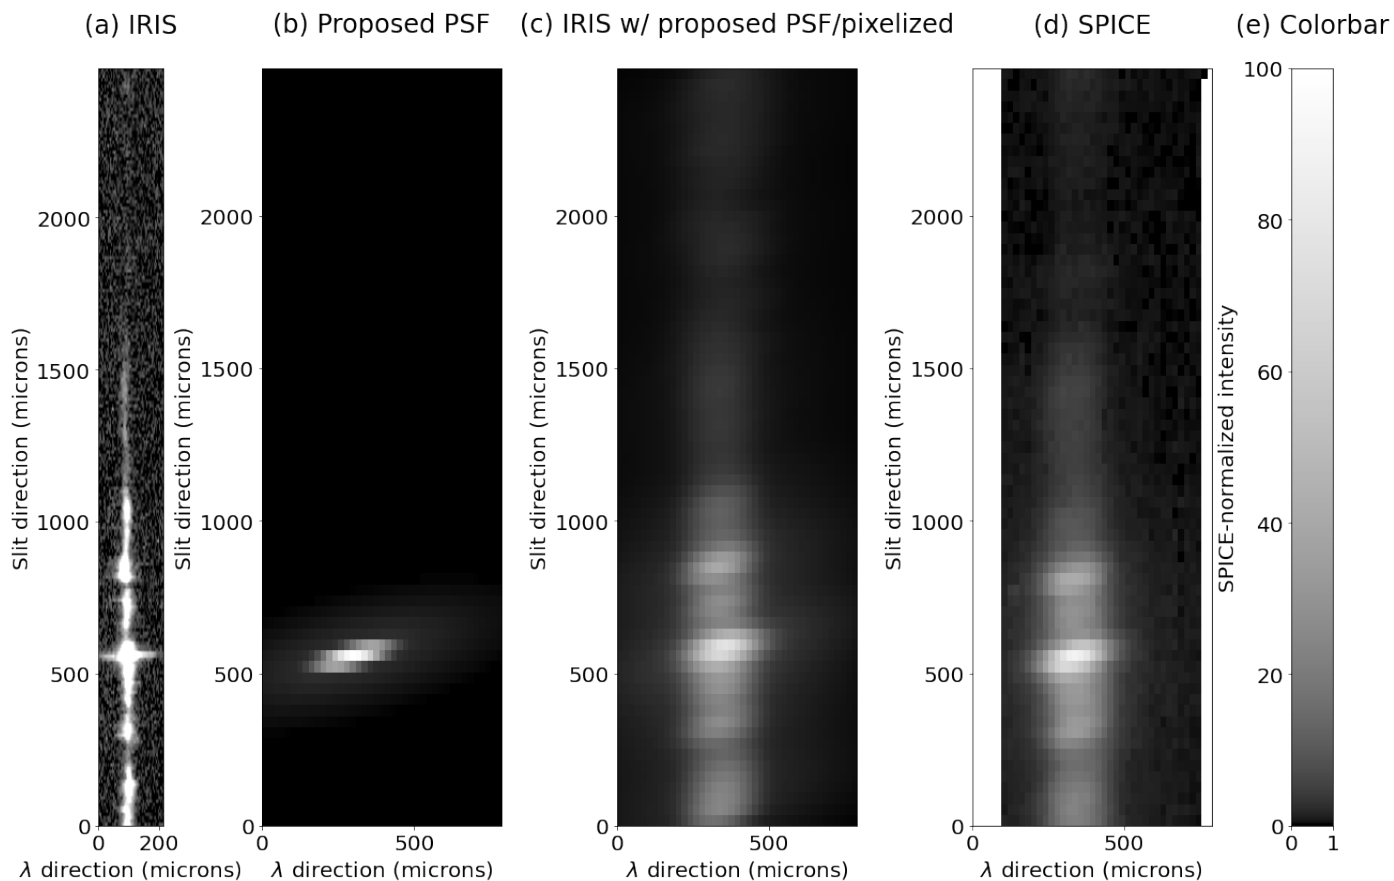 (a) IRIS
(b) Proposed PSF
(c) IRIS w/ proposed PSF/pixelized
(d) SPICE
(e) Colorbar
Slit direction (microns)
2000
1500
1000
500
0
0 200
λ direction (microns)
Slit direction (microns)
2000
1500
1000
500
0
0 500
λ direction (microns)
Slit direction (microns)
2000
1500
1000
500
0
0 500
λ direction (microns)
Slit direction (microns)
2000
1500
1000
500
0
0 500
λ direction (microns)
SPICE-normalized intensity
100
80
60
40
20
0
0 1